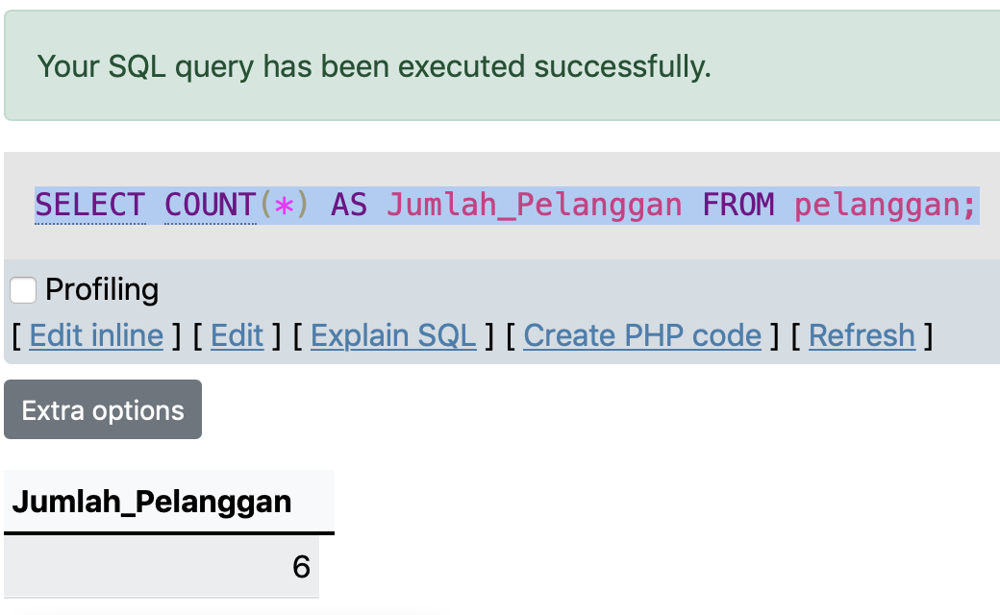 Your SQL query has been executed successfully.
SELECT COUNT(*) AS Jumlah_Pelanggan FROM pelanggan;
Profiling
[ Edit inline ] [ Edit ] [ Explain SQL ] [ Create PHP code ] [ Refresh ]
Extra options
Jumlah_Pelanggan
6